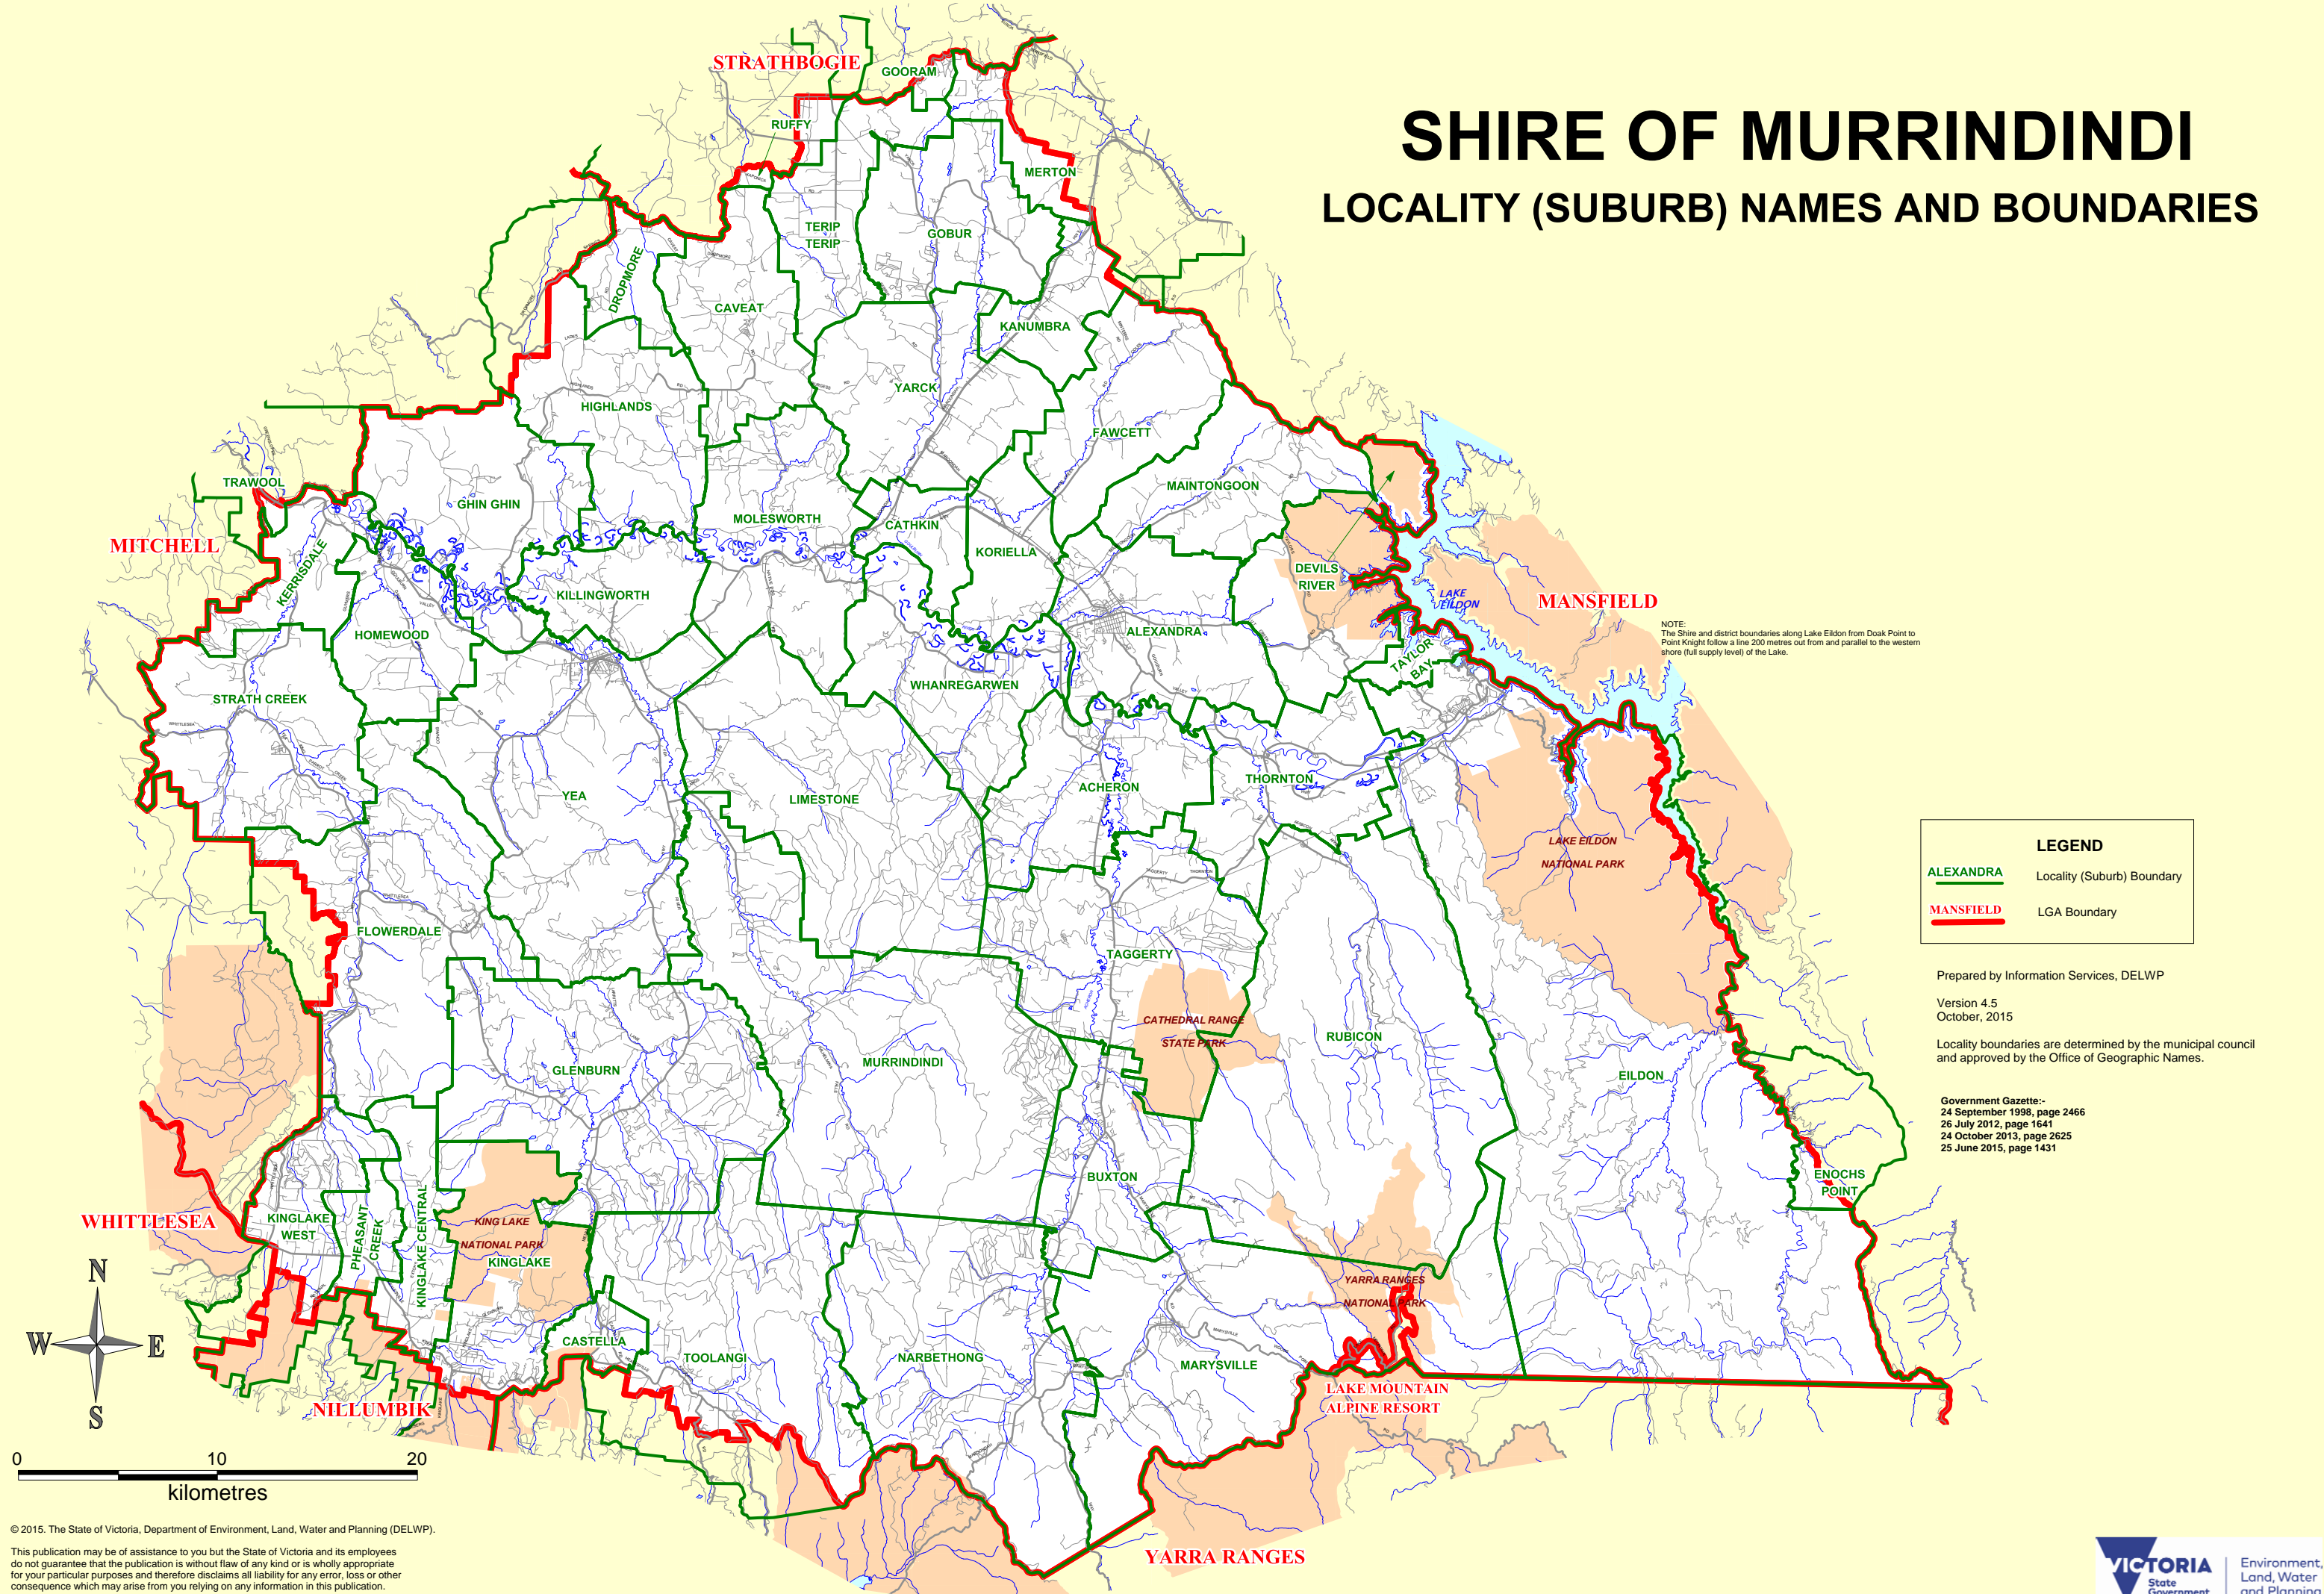 SHIRE OF MURRINDINDI
LOCALITY (SUBURB) NAMES AND BOUNDARIES
STRATHBOGIE
GOORAM
RUFFY
MERTON
TERIP
TERIP
GOBUR
DROPMORE
CAVEAT
KANUMBRA
YARCK
HIGHLANDS
FAWCETT
TRAWOOL
GHIN GHIN
MAINTONGOON
MOLESWORTH
CATHKIN
MITCHELL
KORIELLA
KERRISDALE
DEVILS
RIVER
KILLINGWORTH
LAKE
EILDON
MANSFIELD
HOMEWOOD
ALEXANDRA
NOTE:
The Shire and district boundaries along Lake Eildon from Doak Point to
Point Knight follow a line 200 metres out from and parallel to the western
shore (full supply level) of the Lake.
TAYLOR
BAY
STRATH CREEK
WHANREGARWEN
YEA
LIMESTONE
ACHERON
THORNTON
LAKE EILDON
NATIONAL PARK
LEGEND
ALEXANDRA
Locality (Suburb) Boundary
MANSFIELD
LGA Boundary
FLOWERDALE
TAGGERTY
Prepared by Information Services, DELWP
Version 4.5
October, 2015
Locality boundaries are determined by the municipal council
and approved by the Office of Geographic Names.
CATHEDRAL RANGE
STATE PARK
RUBICON
GLENBURN
MURRINDINDI
EILDON
Government Gazette:-
24 September 1998, page 2466
26 July 2012, page 1641
24 October 2013, page 2625
25 June 2015, page 1431
BUXTON
ENOCHS
POINT
WHITTLESEA
KINGLAKE
WEST
PHEASANT
CREEK
KINGLAKE CENTRAL
KING LAKE
NATIONAL PARK
KINGLAKE
N
W
E
S
YARRA RANGES
NATIONAL PARK
CASTELLA
TOOLANGI
NARBETHONG
MARYSVILLE
LAKE MOUNTAIN
ALPINE RESORT
NILLUMBIK
0 10 20
kilometres
YARRA RANGES
© 2015. The State of Victoria, Department of Environment, Land, Water and Planning (DELWP).
This publication may be of assistance to you but the State of Victoria and its employees
do not guarantee that the publication is without flaw of any kind or is wholly appropriate
for your particular purposes and therefore disclaims all liability for any error, loss or other
consequence which may arise from you relying on any information in this publication.
VICTORIA
State
Government
Environment,
Land, Water
and Planning